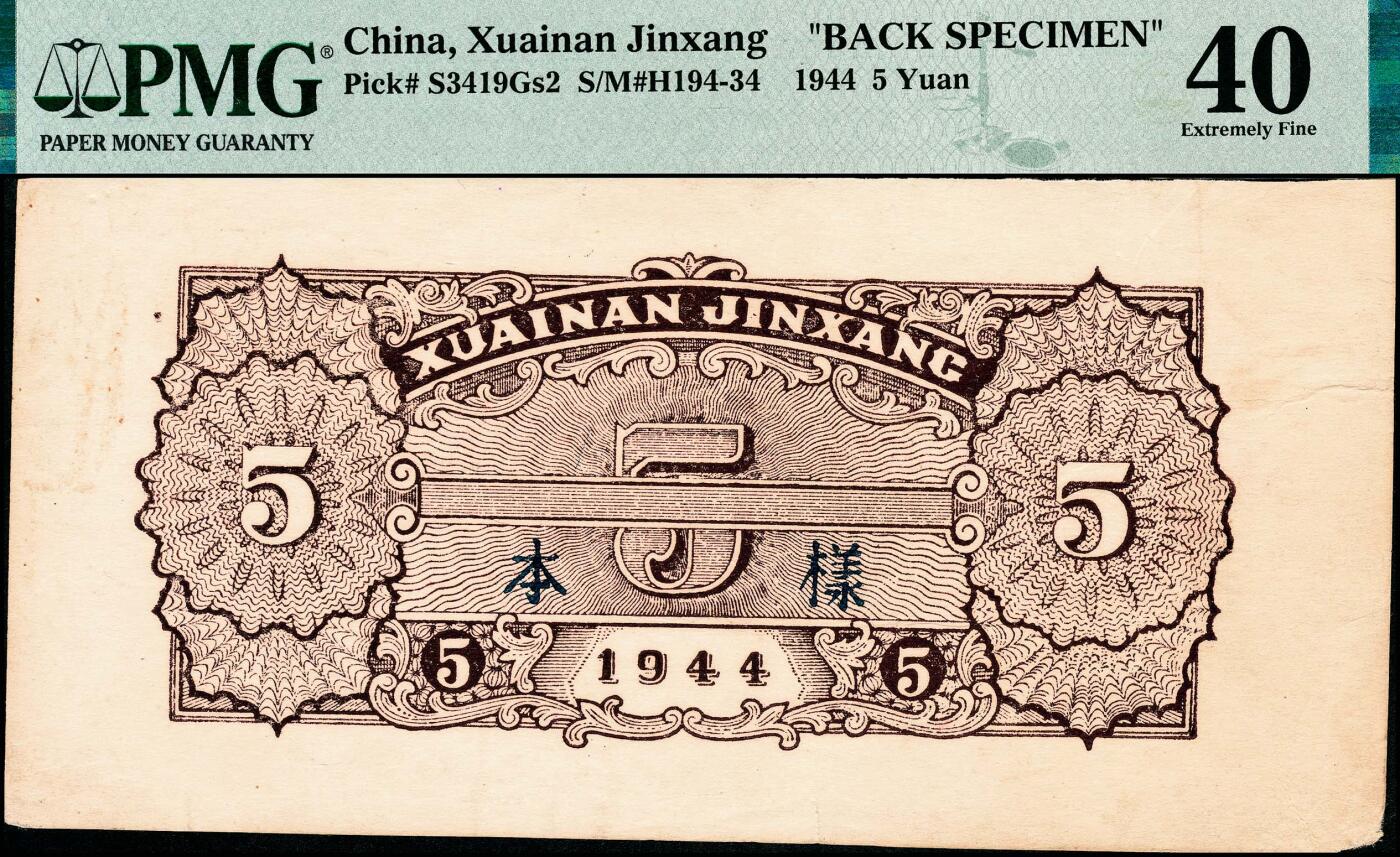 PMG® China, Xuainan Jinxang "BACK SPECIMEN" 40
Pick# S3419Gs2 S/M#H194-34 1944 5 Yuan
PAPER MONEY GUARANTY Extremely Fine
XUAINAN JINXANG
5 5 5
本 樣
5 1944 5